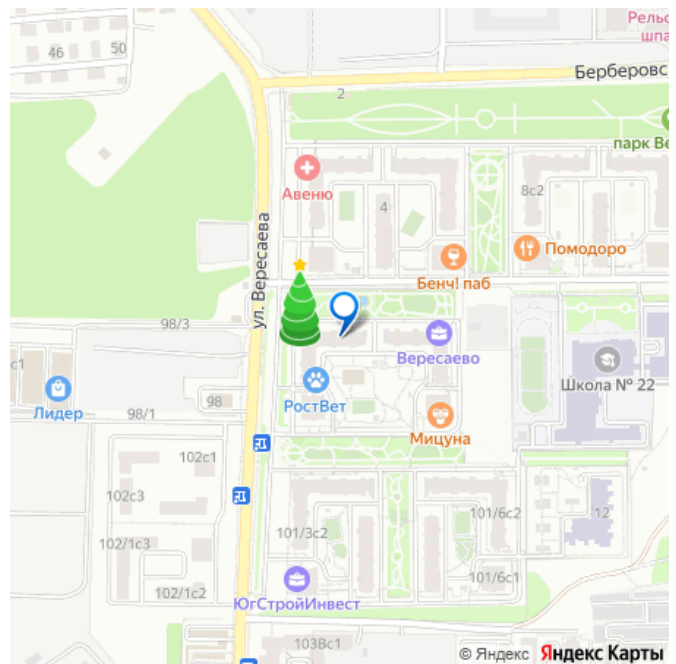 Рельс
шпа
46
50
2
Берберовс
парк Ве
Авеню
8с2
4
ул. Вересаева
Помодоро
Бенч! паб
98/3
Вересаево
с1
Школа № 22
98
РостВет
Лидер
98/1
Мицуна
102с1
102с3
101/6с2
12
101/3с2
102/1с3
101/6с1
102/1с2
ЮгСтройИнвест
103Вс1
© Яндекс Яндекс Карты